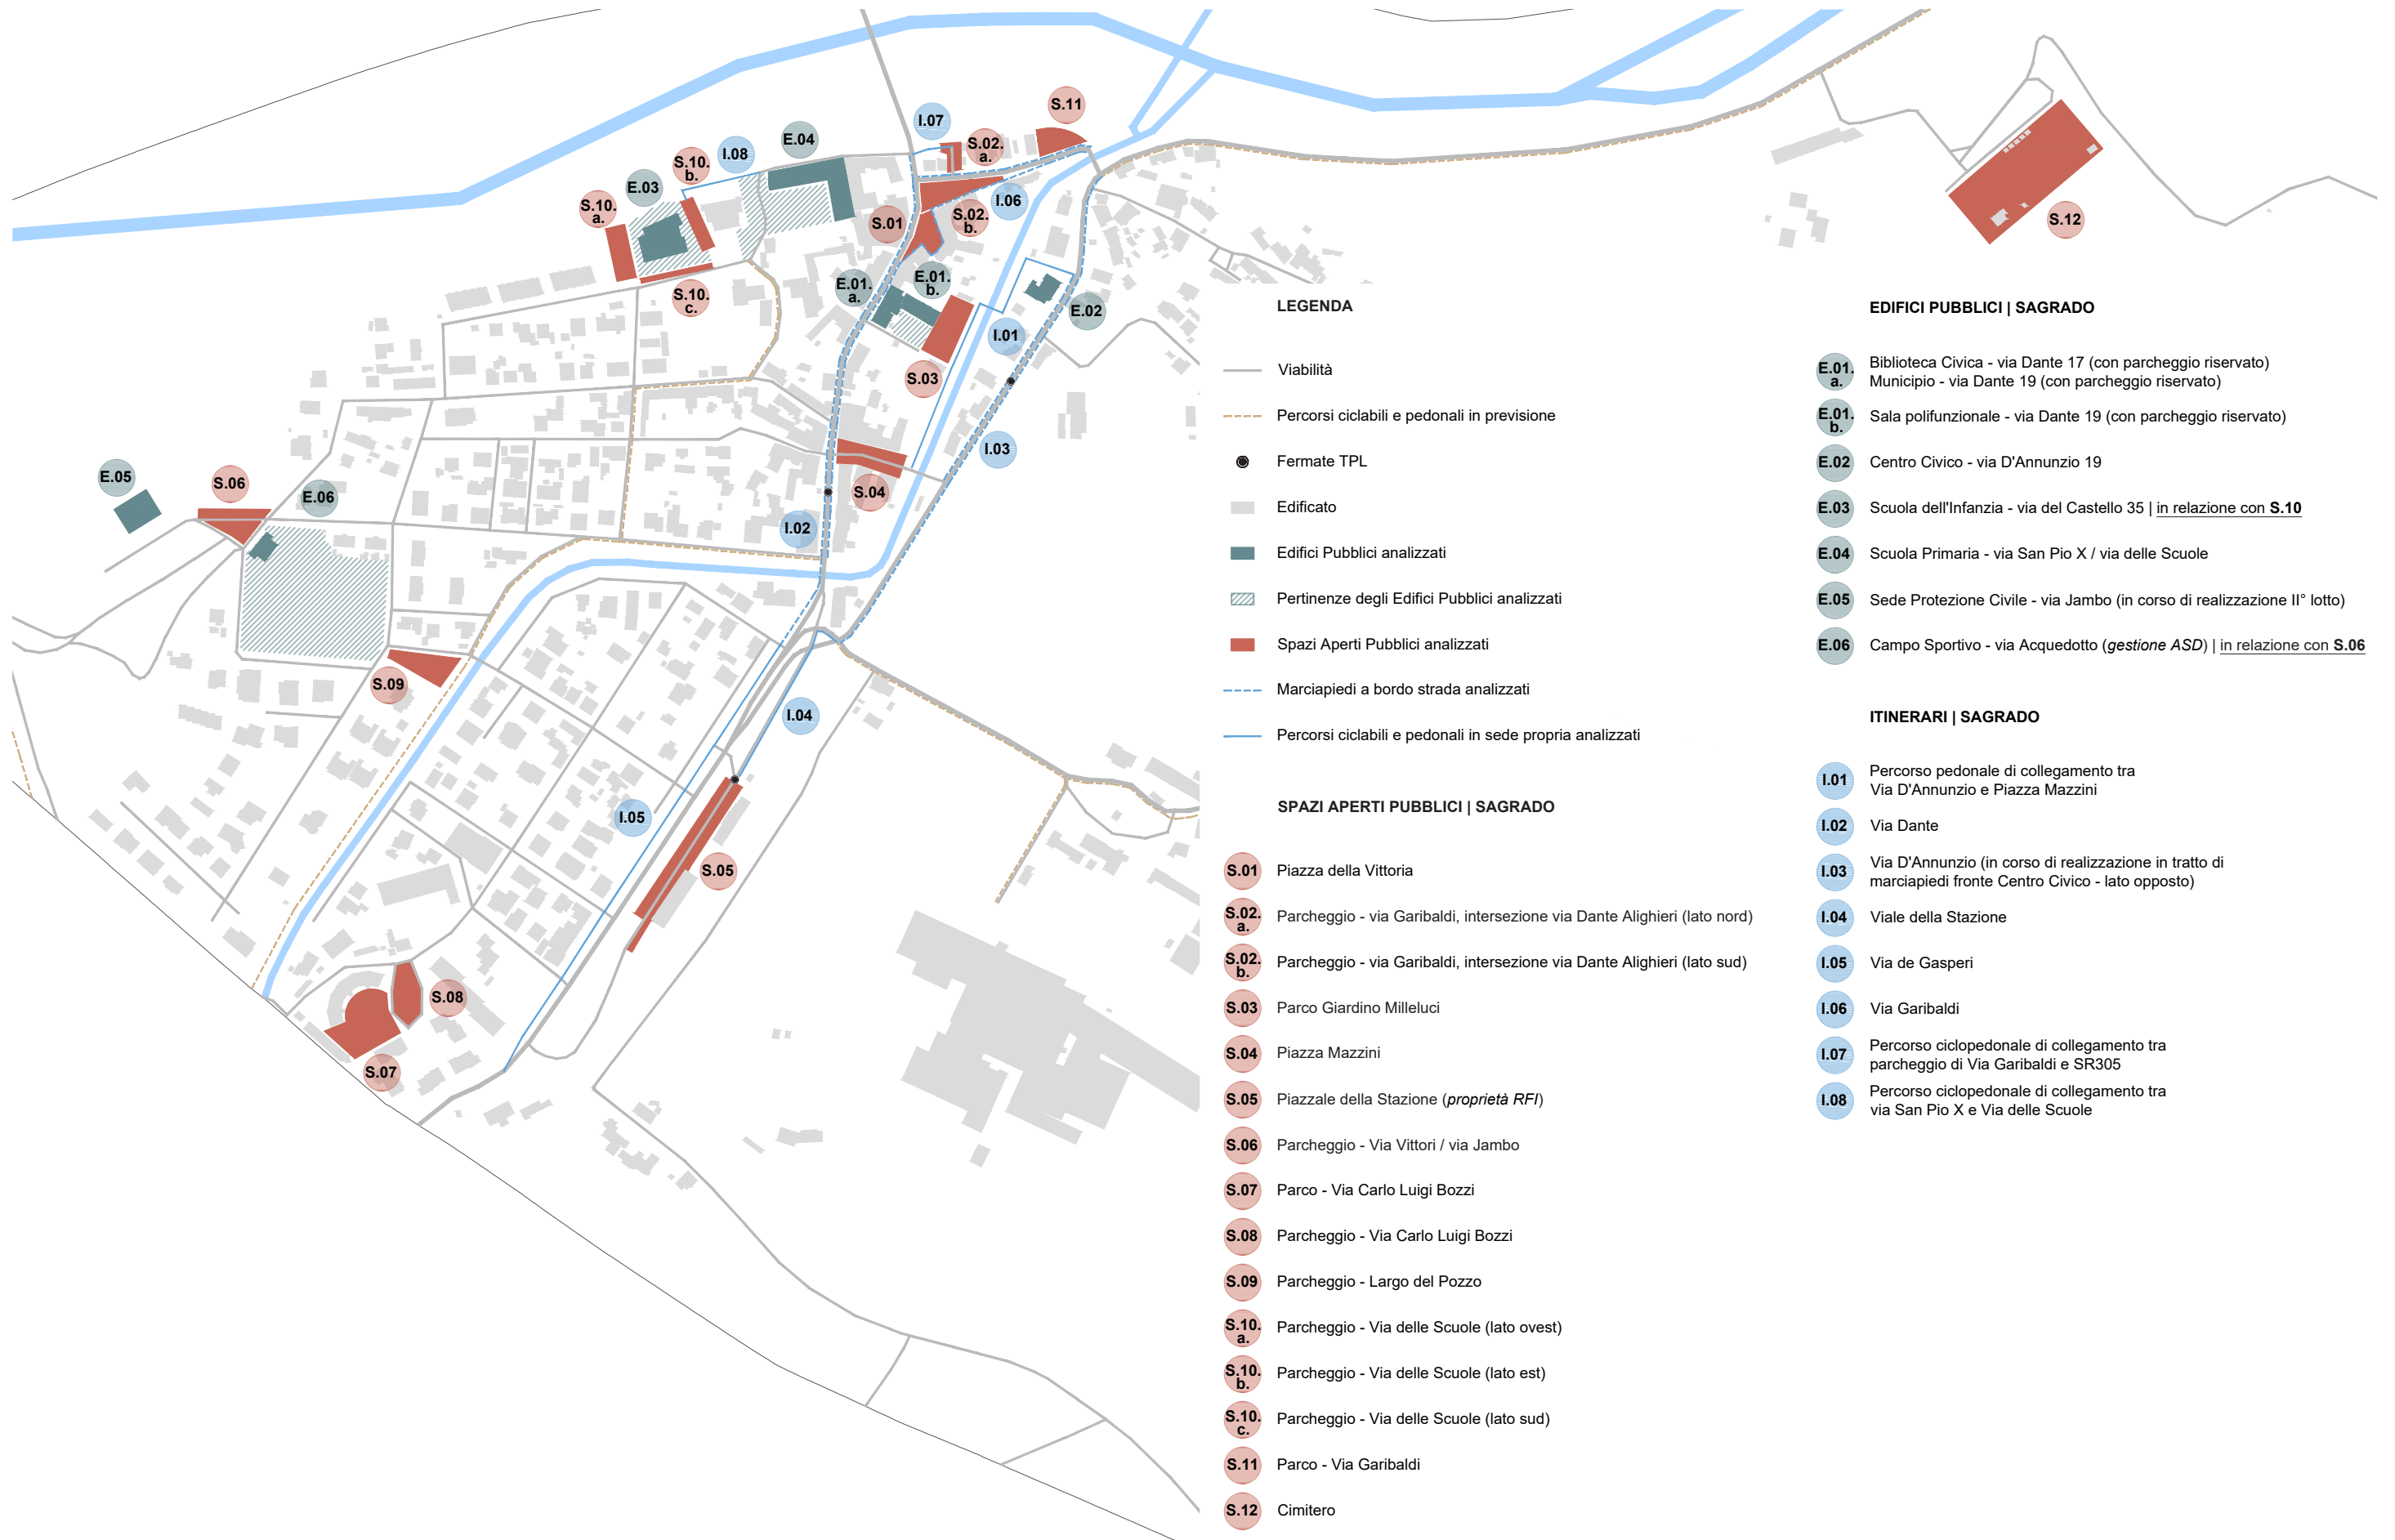 S.11
I.07
E.04
S.02.
a.
I.08
S.10.
b.
E.03
S.10.
a.
I.06
S.02.
b.
S.01
S.12
E.01.
b.
E.01.
a.
S.10.
c.
E.02
I.01
S.03
I.03
E.05
S.06
E.06
S.04
I.02
S.09
I.04
I.05
S.05
S.08
S.07
LEGENDA
Viabilità
Percorsi ciclabili e pedonali in previsione
Fermate TPL
Edificato
Edifici Pubblici analizzati
Pertinenze degli Edifici Pubblici analizzati
Spazi Aperti Pubblici analizzati
Marciapiedi a bordo strada analizzati
Percorsi ciclabili e pedonali in sede propria analizzati
SPAZI APERTI PUBBLICI | SAGRADO
S.01 Piazza della Vittoria
S.02. a. Parcheggio - via Garibaldi, intersezione via Dante Alighieri (lato nord)
S.02. b. Parcheggio - via Garibaldi, intersezione via Dante Alighieri (lato sud)
S.03 Parco Giardino Milleluci
S.04 Piazza Mazzini
S.05 Piazzale della Stazione (proprietà RFI)
S.06 Parcheggio - Via Vittori / via Jambo
S.07 Parco - Via Carlo Luigi Bozzi
S.08 Parcheggio - Via Carlo Luigi Bozzi
S.09 Parcheggio - Largo del Pozzo
S.10. a. Parcheggio - Via delle Scuole (lato ovest)
S.10. b. Parcheggio - Via delle Scuole (lato est)
S.10. c. Parcheggio - Via delle Scuole (lato sud)
S.11 Parco - Via Garibaldi
S.12 Cimitero
EDIFICI PUBBLICI | SAGRADO
E.01. a. Biblioteca Civica - via Dante 17 (con parcheggio riservato)
Municipio - via Dante 19 (con parcheggio riservato)
E.01. b. Sala polifunzionale - via Dante 19 (con parcheggio riservato)
E.02 Centro Civico - via D'Annunzio 19
E.03 Scuola dell'Infanzia - via del Castello 35 | in relazione con S.10
E.04 Scuola Primaria - via San Pio X / via delle Scuole
E.05 Sede Protezione Civile - via Jambo (in corso di realizzazione II° lotto)
E.06 Campo Sportivo - via Acquedotto (gestione ASD) | in relazione con S.06
ITINERARI | SAGRADO
I.01 Percorso pedonale di collegamento tra
Via D'Annunzio e Piazza Mazzini
I.02 Via Dante
I.03 Via D'Annunzio (in corso di realizzazione in tratto di
marciapiedi fronte Centro Civico - lato opposto)
I.04 Viale della Stazione
I.05 Via de Gasperi
I.06 Via Garibaldi
I.07 Percorso ciclopedonale di collegamento tra
parcheggio di Via Garibaldi e SR305
I.08 Percorso ciclopedonale di collegamento tra
via San Pio X e Via delle Scuole